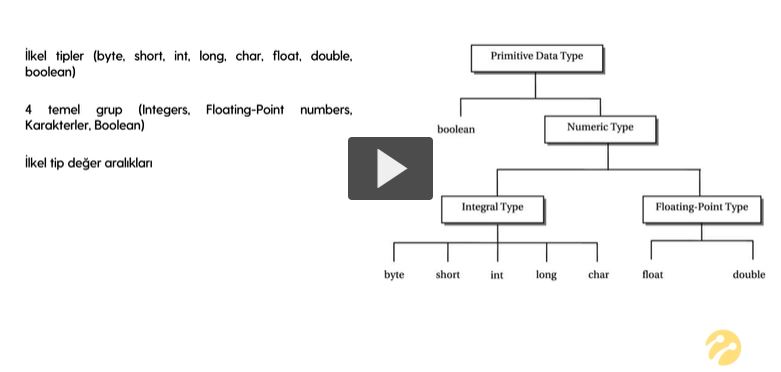 İlkel tipler (byte, short, int, long, char, float, double,
boolean)
4 temel grup (Integers, Floating-Point numbers,
Karakterler, Boolean)
İlkel tip değer aralıkları
Primitive Data Type
boolean
Numeric Type
Integral Type
Floating-Point Type
byte short int long char float double